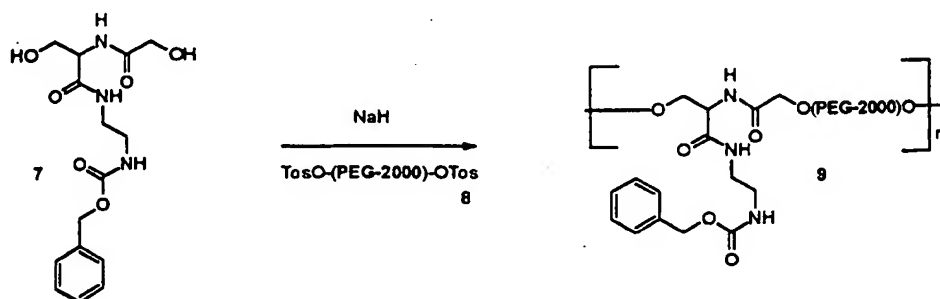 HO
H
N
OH
O
O
NH
NH
O
O
7
NaH
TosO-(PEG-2000)-OTos
8
H
N
O
O(PEG-2000)O
n
O
O
NH
9
O
NH
O